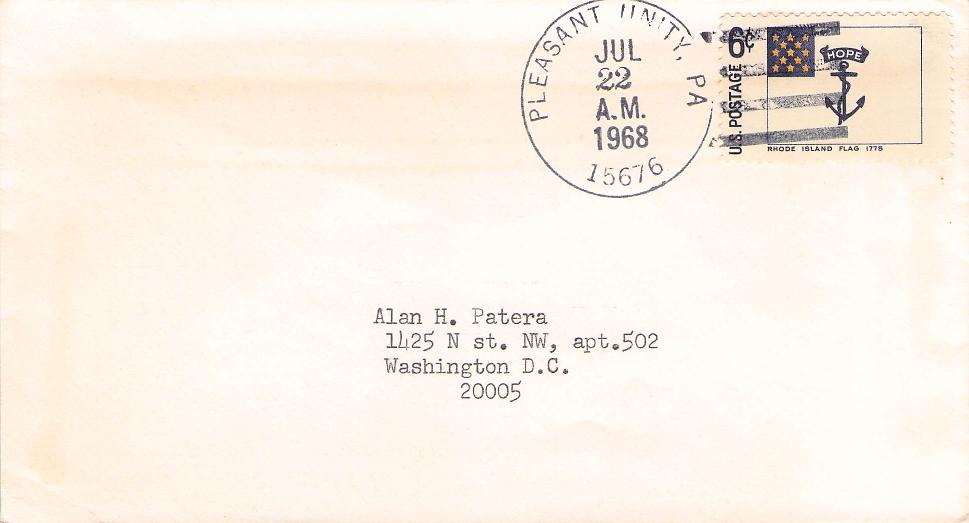 PLEASANT UNITY, PA
JUL
22
A.M.
1968
15676
6¢
U.S. POSTAGE
HOPE
RHODE ISLAND FLAG 1775
Alan H. Patera
1425 N st. NW, apt.502
Washington D.C.
20005